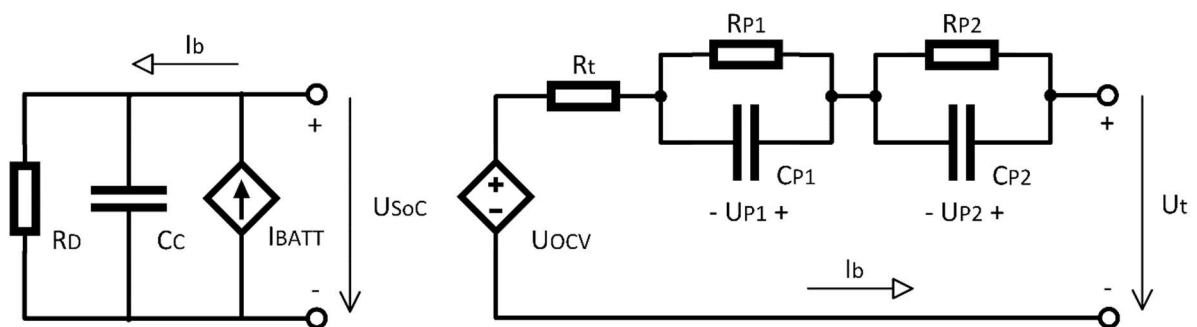 Ib
RD
CC
IBATT
+
USoC
-
Rt
RP1
CP1
- UP1 +
RP2
CP2
- UP2 +
+
-
UOCV
Ib
+
Ut
-